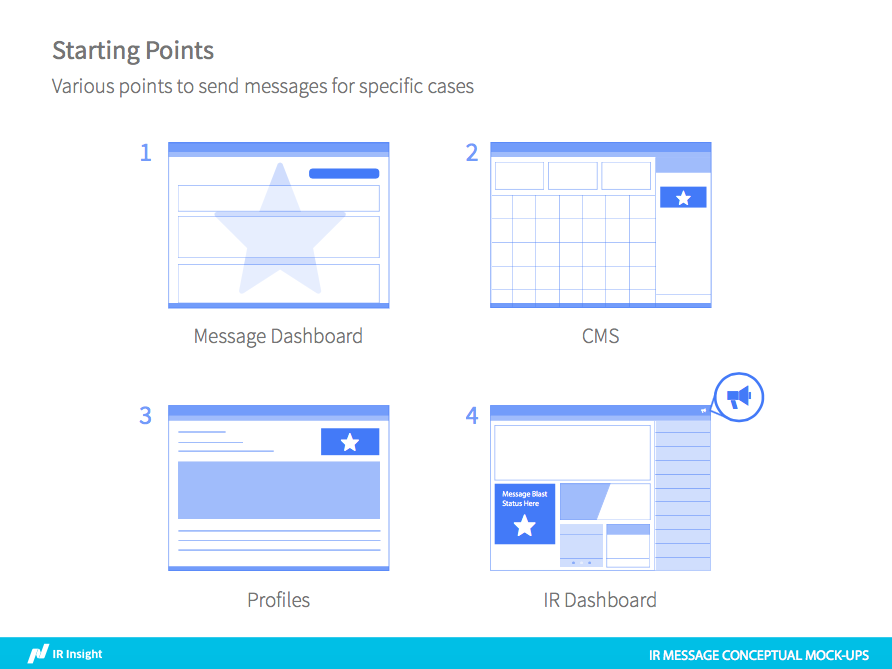 Starting Points
Various points to send messages for specific cases
1
2
Message Dashboard
CMS
3
4
Message Blast
Status Here
Profiles
IR Dashboard
IR Insight
IR MESSAGE CONCEPTUAL MOCK-UPS